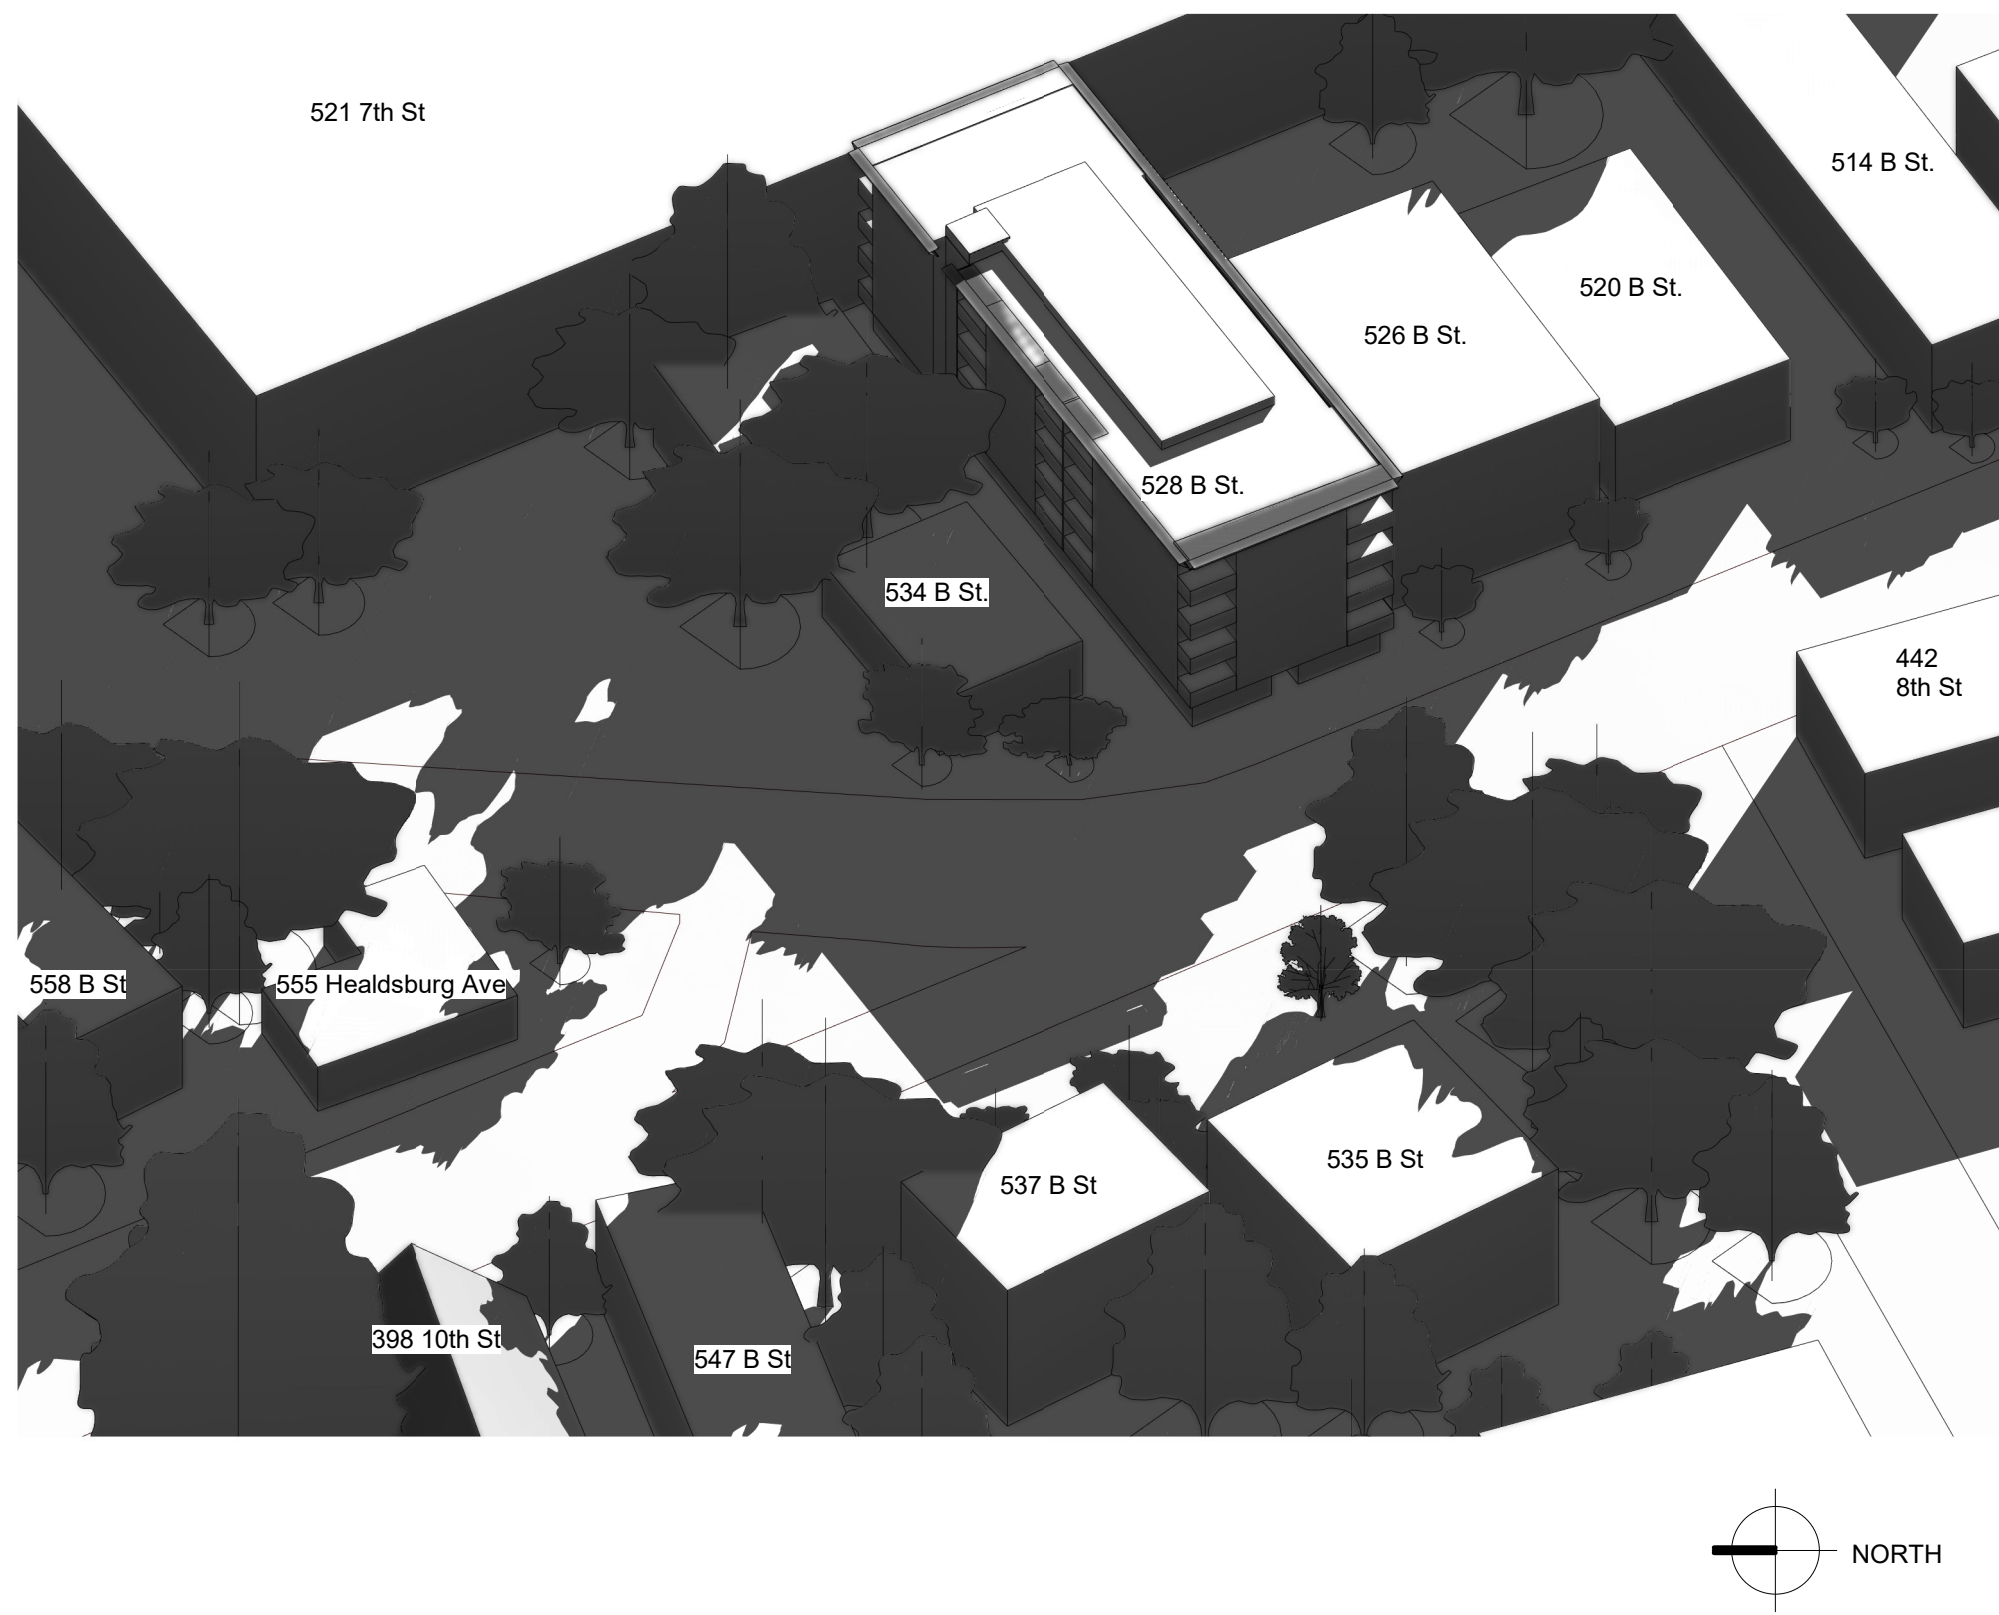 521 7th St
514 B St.
520 B St.
526 B St.
528 B St.
534 B St.
442
8th St
558 B St
555 Healdsburg Ave
535 B St
537 B St
398 10th St
547 B St
NORTH